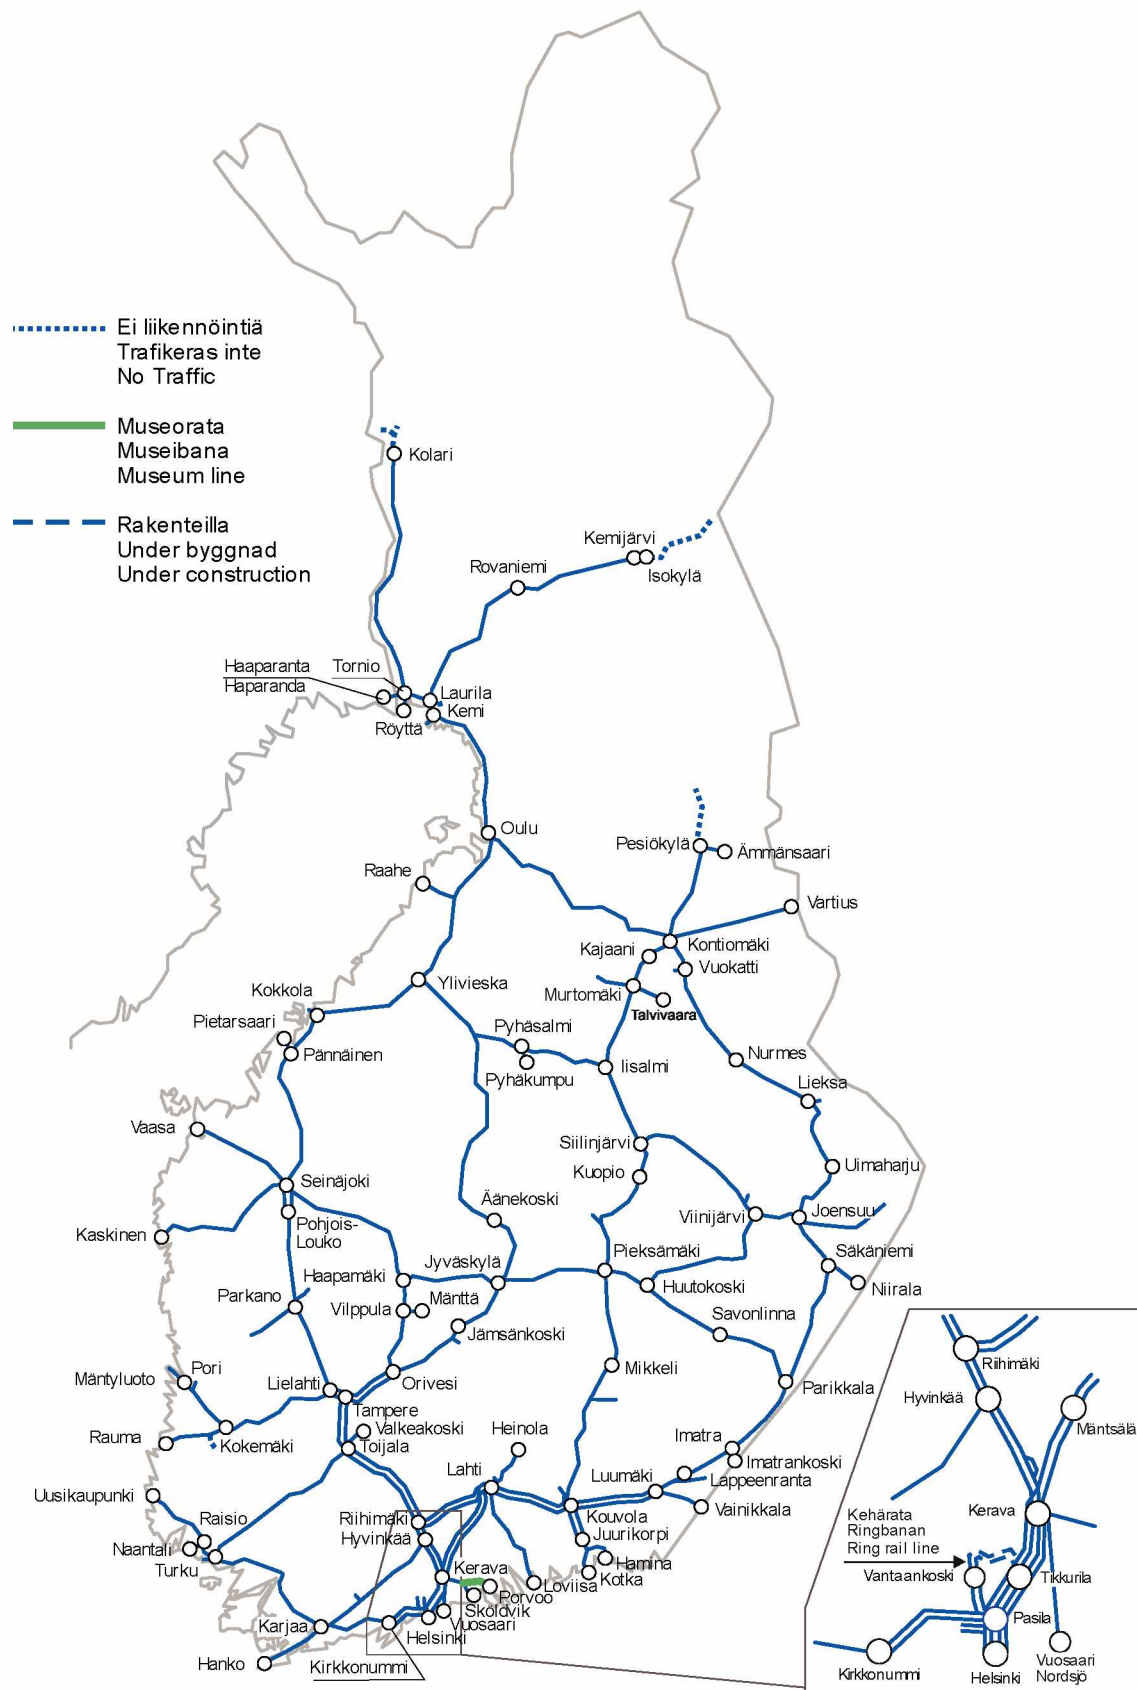 Ei liikennöintiä
Trafikeras inte
No Traffic
Museorata
Museibana
Museum line
Rakenteilla
Under byggnad
Under construction
Kolari
Kemijärvi
Isokylä
Rovaniemi
Haaparanta
Haparanda
Tornio
Laurila
Kemi
Röyttä
Oulu
Raahe
Pesiökylä
Ämmänsaari
Vartius
Kontiomäki
Kajaani
Vuokatti
Murtomäki
Talvivaara
Ylivieska
Kokkola
Pietarsaari
Pännäinen
Pyhäsalmi
Pyhäkumpu
Iisalmi
Nurmes
Lieksa
Vaasa
Siilinjärvi
Kuopio
Uimaharju
Seinäjoki
Äänekoski
Viinijärvi
Joensuu
Pohjois-
Louko
Kaskinen
Pieksämäki
Säkäniemi
Niirala
Jyväskylä
Haapamäki
Huutokoski
Parkano
Vilppula
Mänttä
Savonlinna
Jämsänkoski
Mikkeli
Parikkala
Mäntyluoto
Pori
Lielahti
Orivesi
Tampere
Valkeakoski
Rauma
Kokemäki
Toijala
Heinola
Imatra
Imatrankoski
Lahti
Luumäki
Lappeenranta
Uusikaupunki
Vainikkala
Raisio
Riihimäki
Hyvinkää
Kouvola
Juurikorpi
Naantali
Turku
Kerava
Hamina
Kotka
Porvoo
Loviisa
Sköldvik
Vuosaari
Helsinki
Karjaa
Hanko
Kirkkonummi
Riihimäki
Hyvinkää
Mäntsälä
Kerava
Kehärata
Ringbanan
Ring rail line
Vantaankoski
Tikkurila
Pasila
Kirkkonummi
Helsinki
Vuosaari
Nordsjö